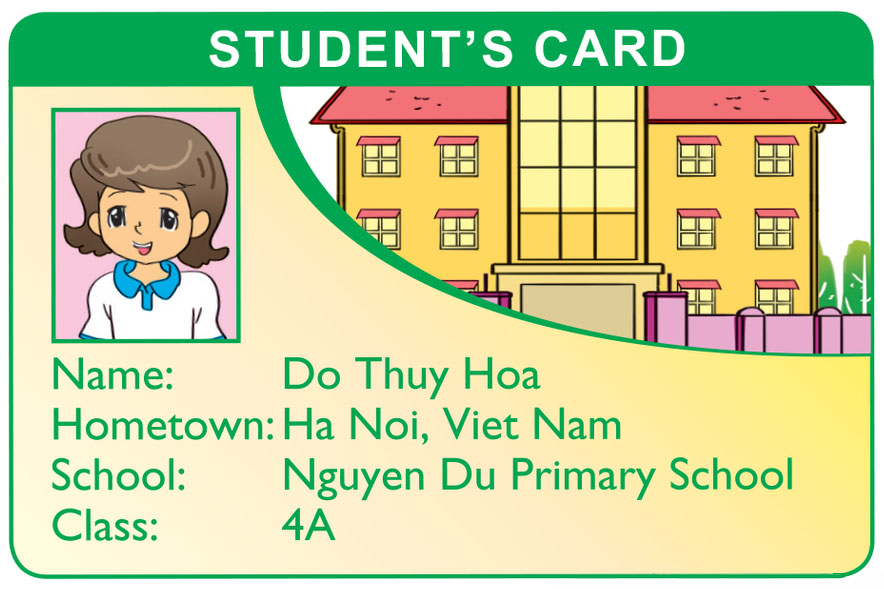 STUDENT'S CARD
Name: Do Thuy Hoa
Hometown: Ha Noi, Viet Nam
School: Nguyen Du Primary School
Class: 4A